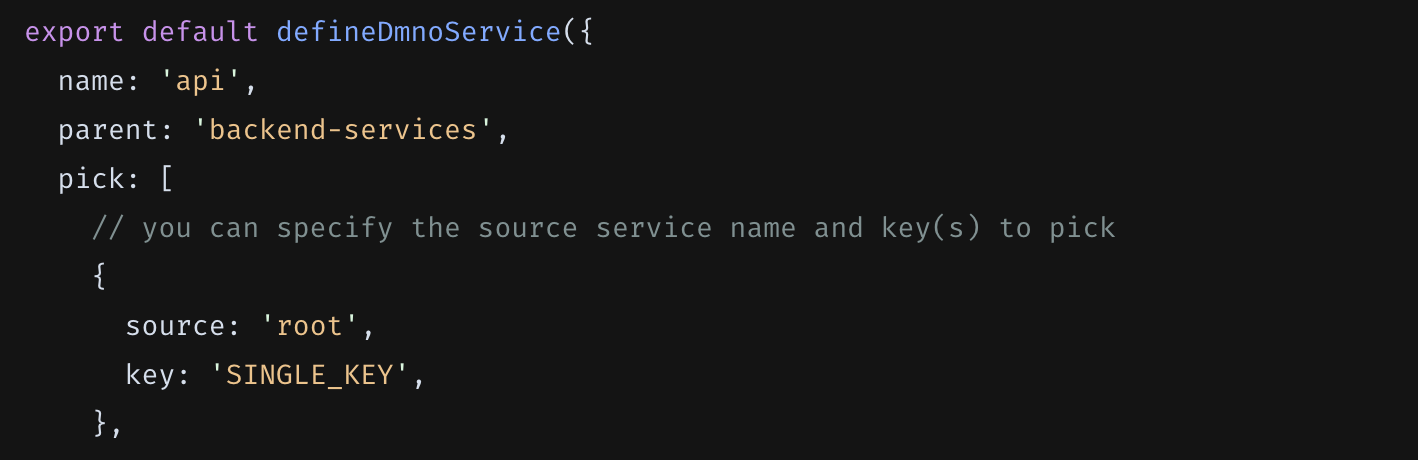 export default defineDmnoService({
  name: 'api',
  parent: 'backend-services',
  pick: [
    // you can specify the source service name and key(s) to pick
    {
      source: 'root',
      key: 'SINGLE_KEY',
    },